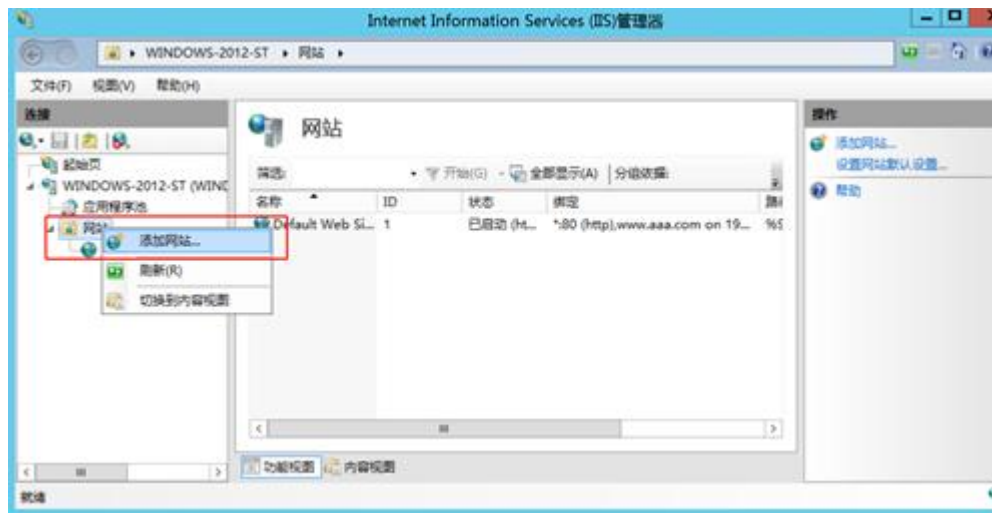 Internet Information Services (IIS)管理器
WINDOWS-2012-ST ▸ 网站 ▸
文件(F) 视图(V) 帮助(H)
连接
起始页
WINDOWS-2012-ST (WIND
应用程序池
网站
添加网站...
刷新(R)
切换到内容视图
网站
筛选: 开始(G) 全部显示(A) 分组依据:
名称 ID 状态 绑定
Default Web Si... 1 已启动 (ht... *:80 (http),www.aaa.com on 19...
功能视图 内容视图
操作
添加网站...
设置网站默认设置...
帮助
就绪